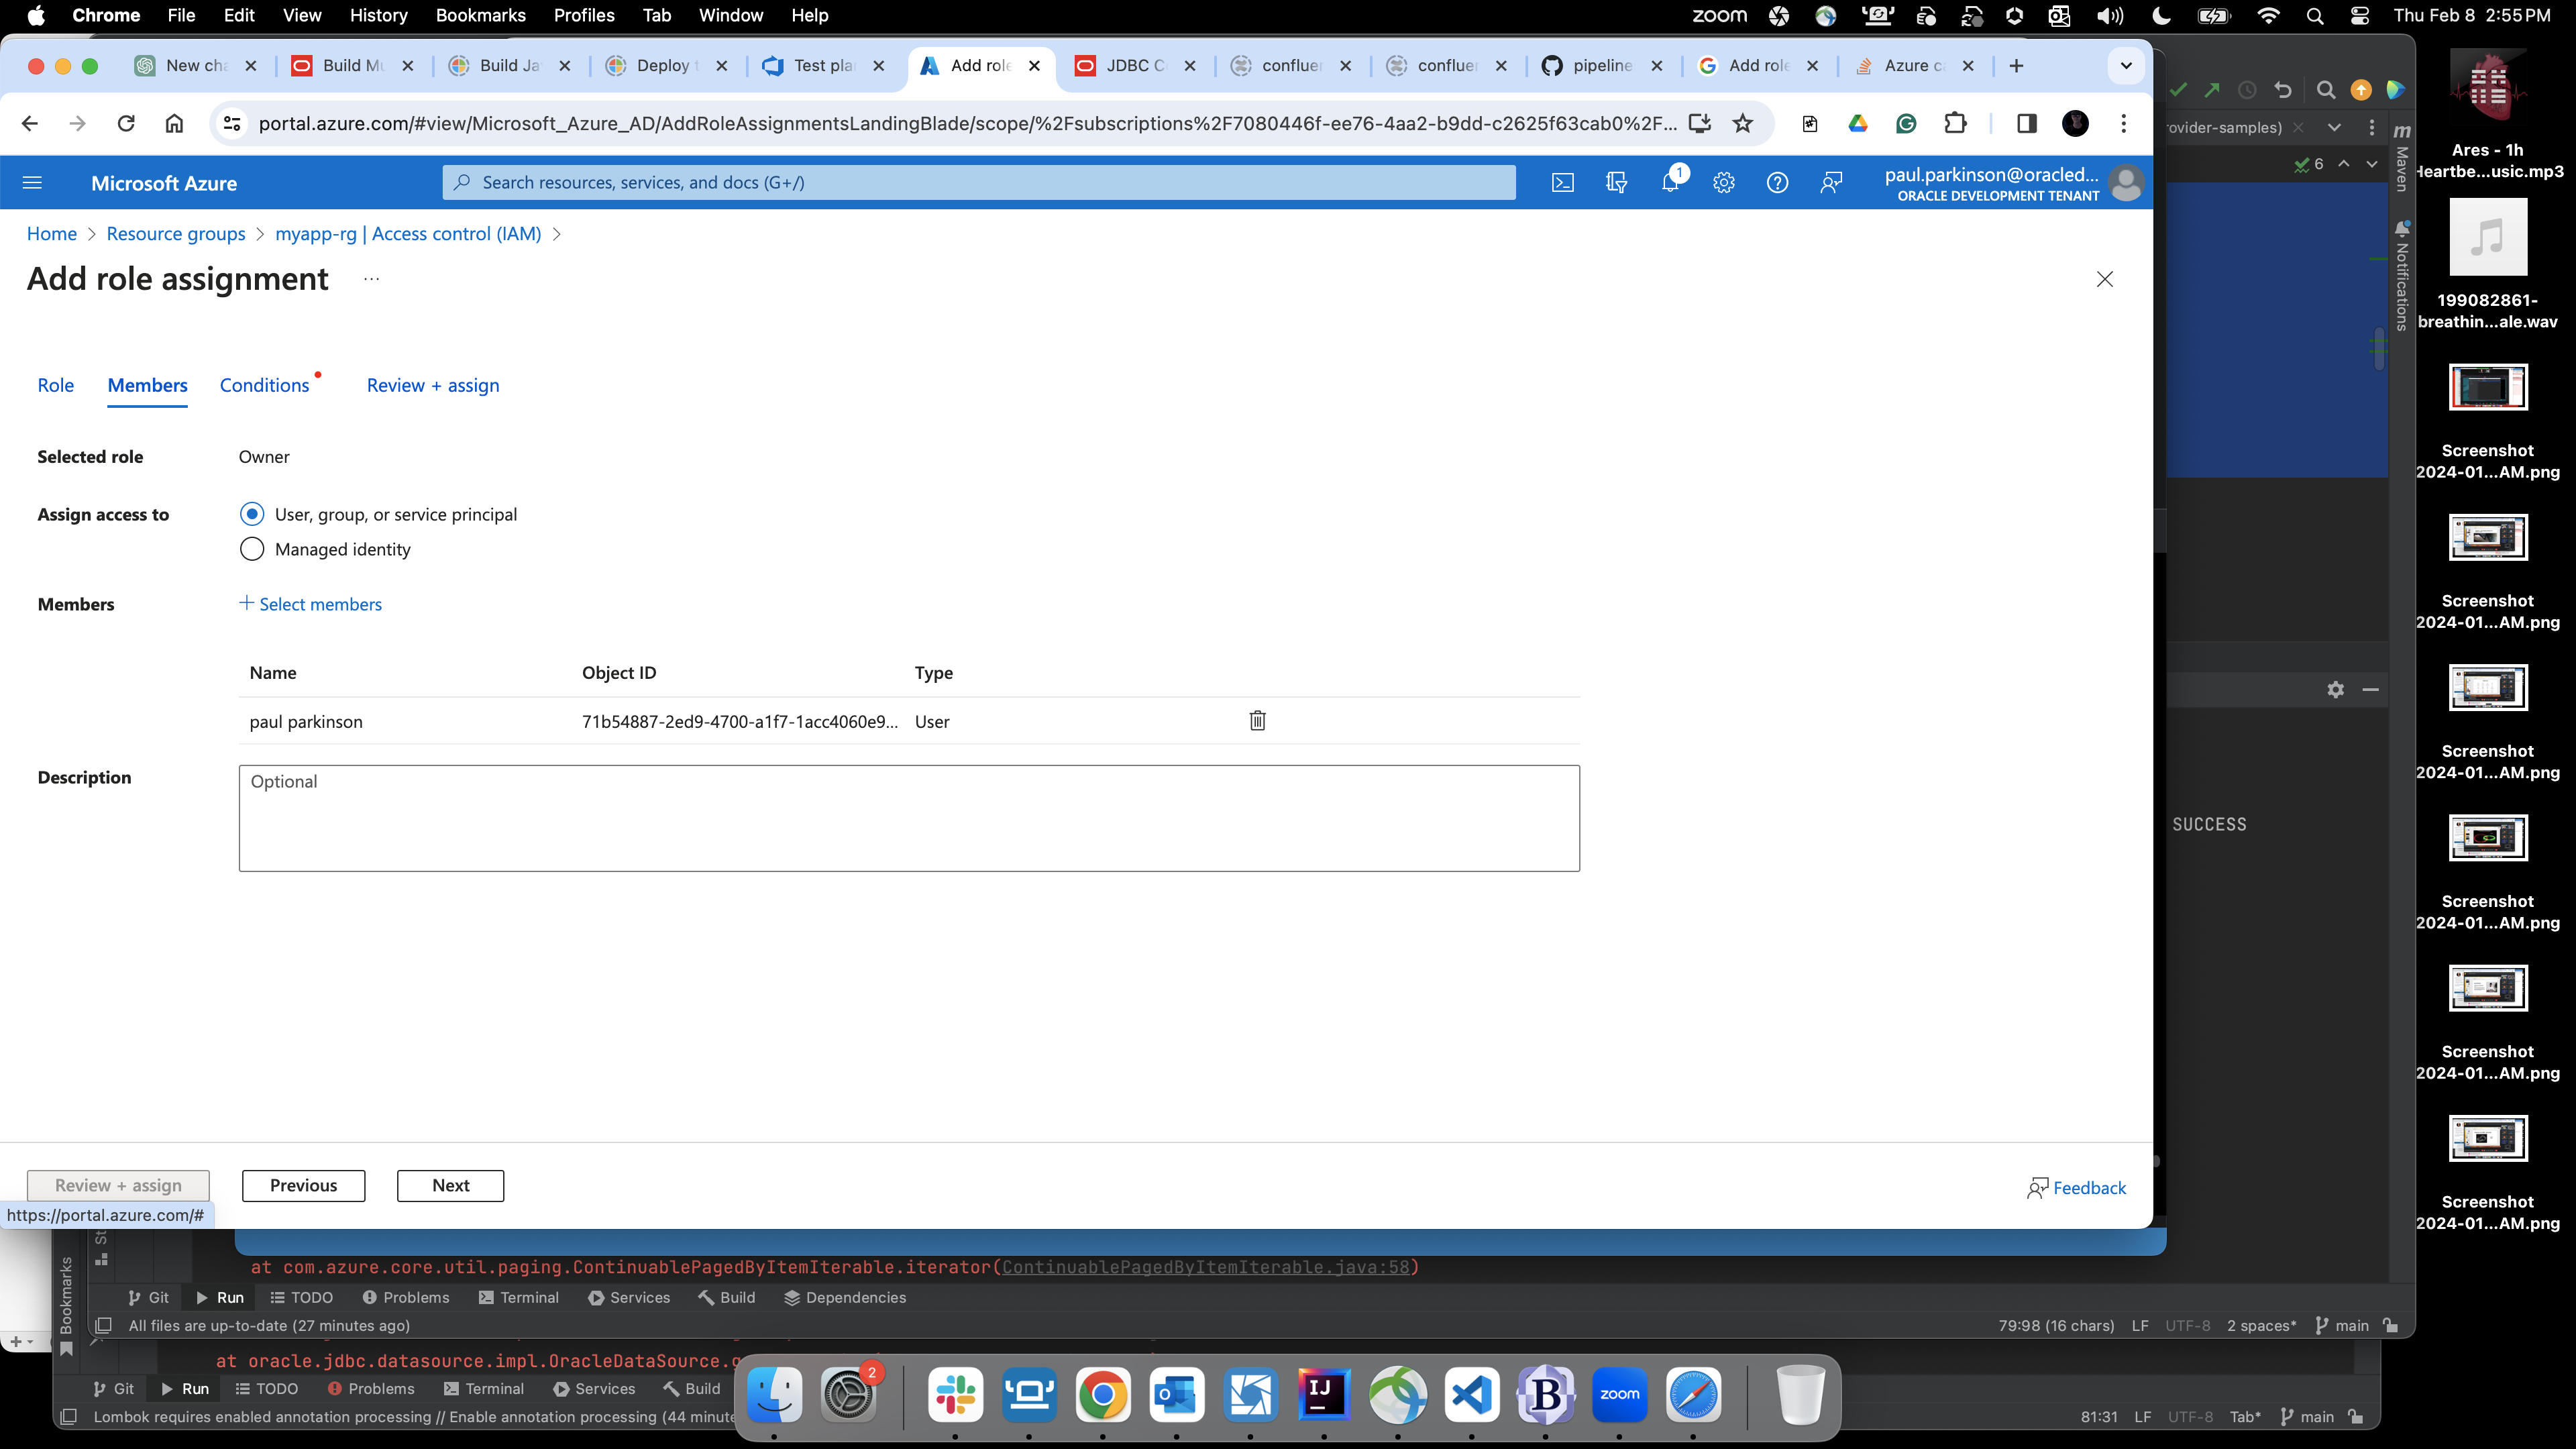 Chrome File Edit View History Bookmarks Profiles Tab Window Help
zoom Thu Feb 8 2:55 PM
New cha Build Mu Build Ja Deploy t Test plan Add role JDBC C confluen confluen pipeline Add role Azure ca
portal.azure.com/#view/Microsoft_Azure_AD/AddRoleAssignmentsLandingBlade/scope/%2Fsubscriptions%2F7080446f-ee76-4aa2-b9dd-c2625f63cab0%2F...
Microsoft Azure
Search resources, services, and docs (G+/)
1
paul.parkinson@oracled...
ORACLE DEVELOPMENT TENANT
Home > Resource groups > myapp-rg | Access control (IAM) >
Add role assignment ...
Role Members Conditions Review + assign
Selected role Owner
Assign access to User, group, or service principal
Managed identity
Members + Select members
Name Object ID Type
paul parkinson 71b54887-2ed9-4700-a1f7-1acc4060e9... User
Description Optional
Review + assign Previous Next
Feedback
https://portal.azure.com/#
rovider-samples)
6
Maven
Notifications
SUCCESS
Ares - 1h
Heartbe...usic.mp3
199082861-
breathin...ale.wav
Screenshot
2024-01...AM.png
Screenshot
2024-01...AM.png
Screenshot
2024-01...AM.png
Screenshot
2024-01...AM.png
Screenshot
2024-01...AM.png
Screenshot
2024-01...AM.png
at com.azure.core.util.paging.ContinuablePagedByItemIterable.iterator(ContinuablePagedByItemIterable.java:58)
Bookmarks
Git Run TODO Problems Terminal Services Build Dependencies
All files are up-to-date (27 minutes ago)
79:98 (16 chars) LF UTF-8 2 spaces* main
at oracle.jdbc.datasource.impl.OracleDataSource.g
Git Run TODO Problems Terminal Services Build
Lombok requires enabled annotation processing // Enable annotation processing (44 minute
81:31 LF UTF-8 Tab* main
2
IJ
B
zoom